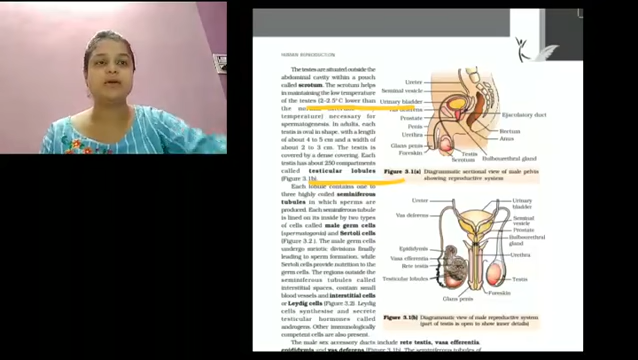 HUMAN REPRODUCTION
The testes are situated outside the
abdominal cavity within a pouch
called scrotum. The scrotum helps
in maintaining the low temperature
of the testes (2–2.5°C lower than
the
temperature) necessary for
spermatogenesis. In adults, each
testis is oval in shape, with a length
of about 4 to 5 cm and a width of
about 2 to 3 cm. The testis is
covered by a dense covering. Each
testis has about 250 compartments
called testicular lobules
(Figure 3.1b).
Each lobule contains one to
three highly coiled seminiferous
tubules in which sperms are
produced. Each seminiferous tubule
is lined on its inside by two types
of cells called male germ cells
(spermatogonia) and Sertoli cells
(Figure 3.2 ). The male germ cells
undergo meiotic divisions finally
leading to sperm formation, while
Sertoli cells provide nutrition to the
germ cells. The regions outside the
seminiferous tubules called
interstitial spaces, contain small
blood vessels and interstitial cells
or Leydig cells (Figure 3.2). Leydig
cells synthesise and secrete
testicular hormones called
androgens. Other immunologically
competent cells are also present.
The male sex accessory ducts include rete testis, vasa efferentia,
epididymis and vas deferens (Figure 3.1b). The seminiferous tubules of
Ureter
Seminal vesicle
Urinary bladder
Vas deferens
Prostate
Penis
Urethra
Glans penis
Foreskin
Testis
Scrotum
Bulbourethral gland
Anus
Rectum
Ejaculatory duct
Figure 3.1(a) Diagrammatic sectional view of male pelvis
showing reproductive system
Ureter
Vas deferens
Epididymis
Vasa efferentia
Rete testis
Testicular lobules
Glans penis
Urinary
bladder
Seminal
vesicle
Prostate
Bulbourethral
gland
Urethra
Testis
Foreskin
Figure 3.1(b) Diagrammatic view of male reproductive system
(part of testis is open to show inner details)